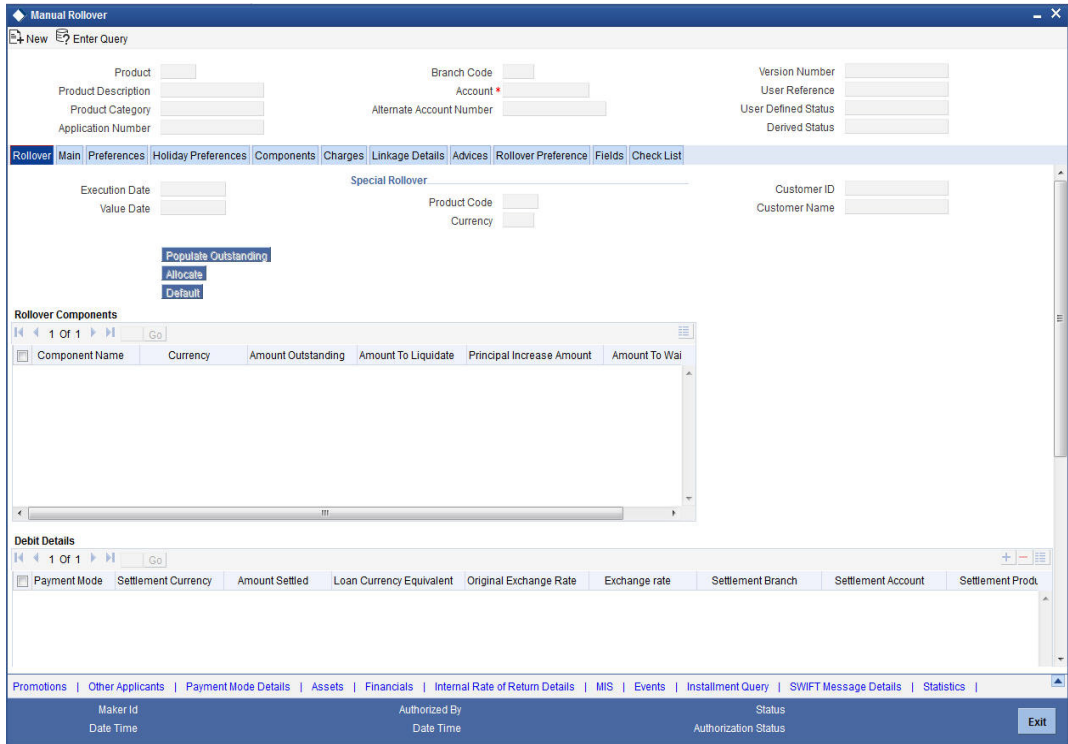 Manual Rollover
New Enter Query
Product Branch Code Version Number
Product Description Account * User Reference
Product Category Alternate Account Number User Defined Status
Application Number Derived Status
Rollover Main Preferences Holiday Preferences Components Charges Linkage Details Advices Rollover Preference Fields Check List
Execution Date Special Rollover Customer ID
Value Date Product Code Customer Name
Currency
Populate Outstanding
Allocate
Default
Rollover Components
1 Of 1 Go
Component Name Currency Amount Outstanding Amount To Liquidate Principal Increase Amount Amount To Wai
Debit Details
1 Of 1 Go
Payment Mode Settlement Currency Amount Settled Loan Currency Equivalent Original Exchange Rate Exchange rate Settlement Branch Settlement Account Settlement Produ
Promotions | Other Applicants | Payment Mode Details | Assets | Financials | Internal Rate of Return Details | MIS | Events | Installment Query | SWIFT Message Details | Statistics |
Maker Id Authorized By Status
Date Time Date Time Authorization Status
Exit